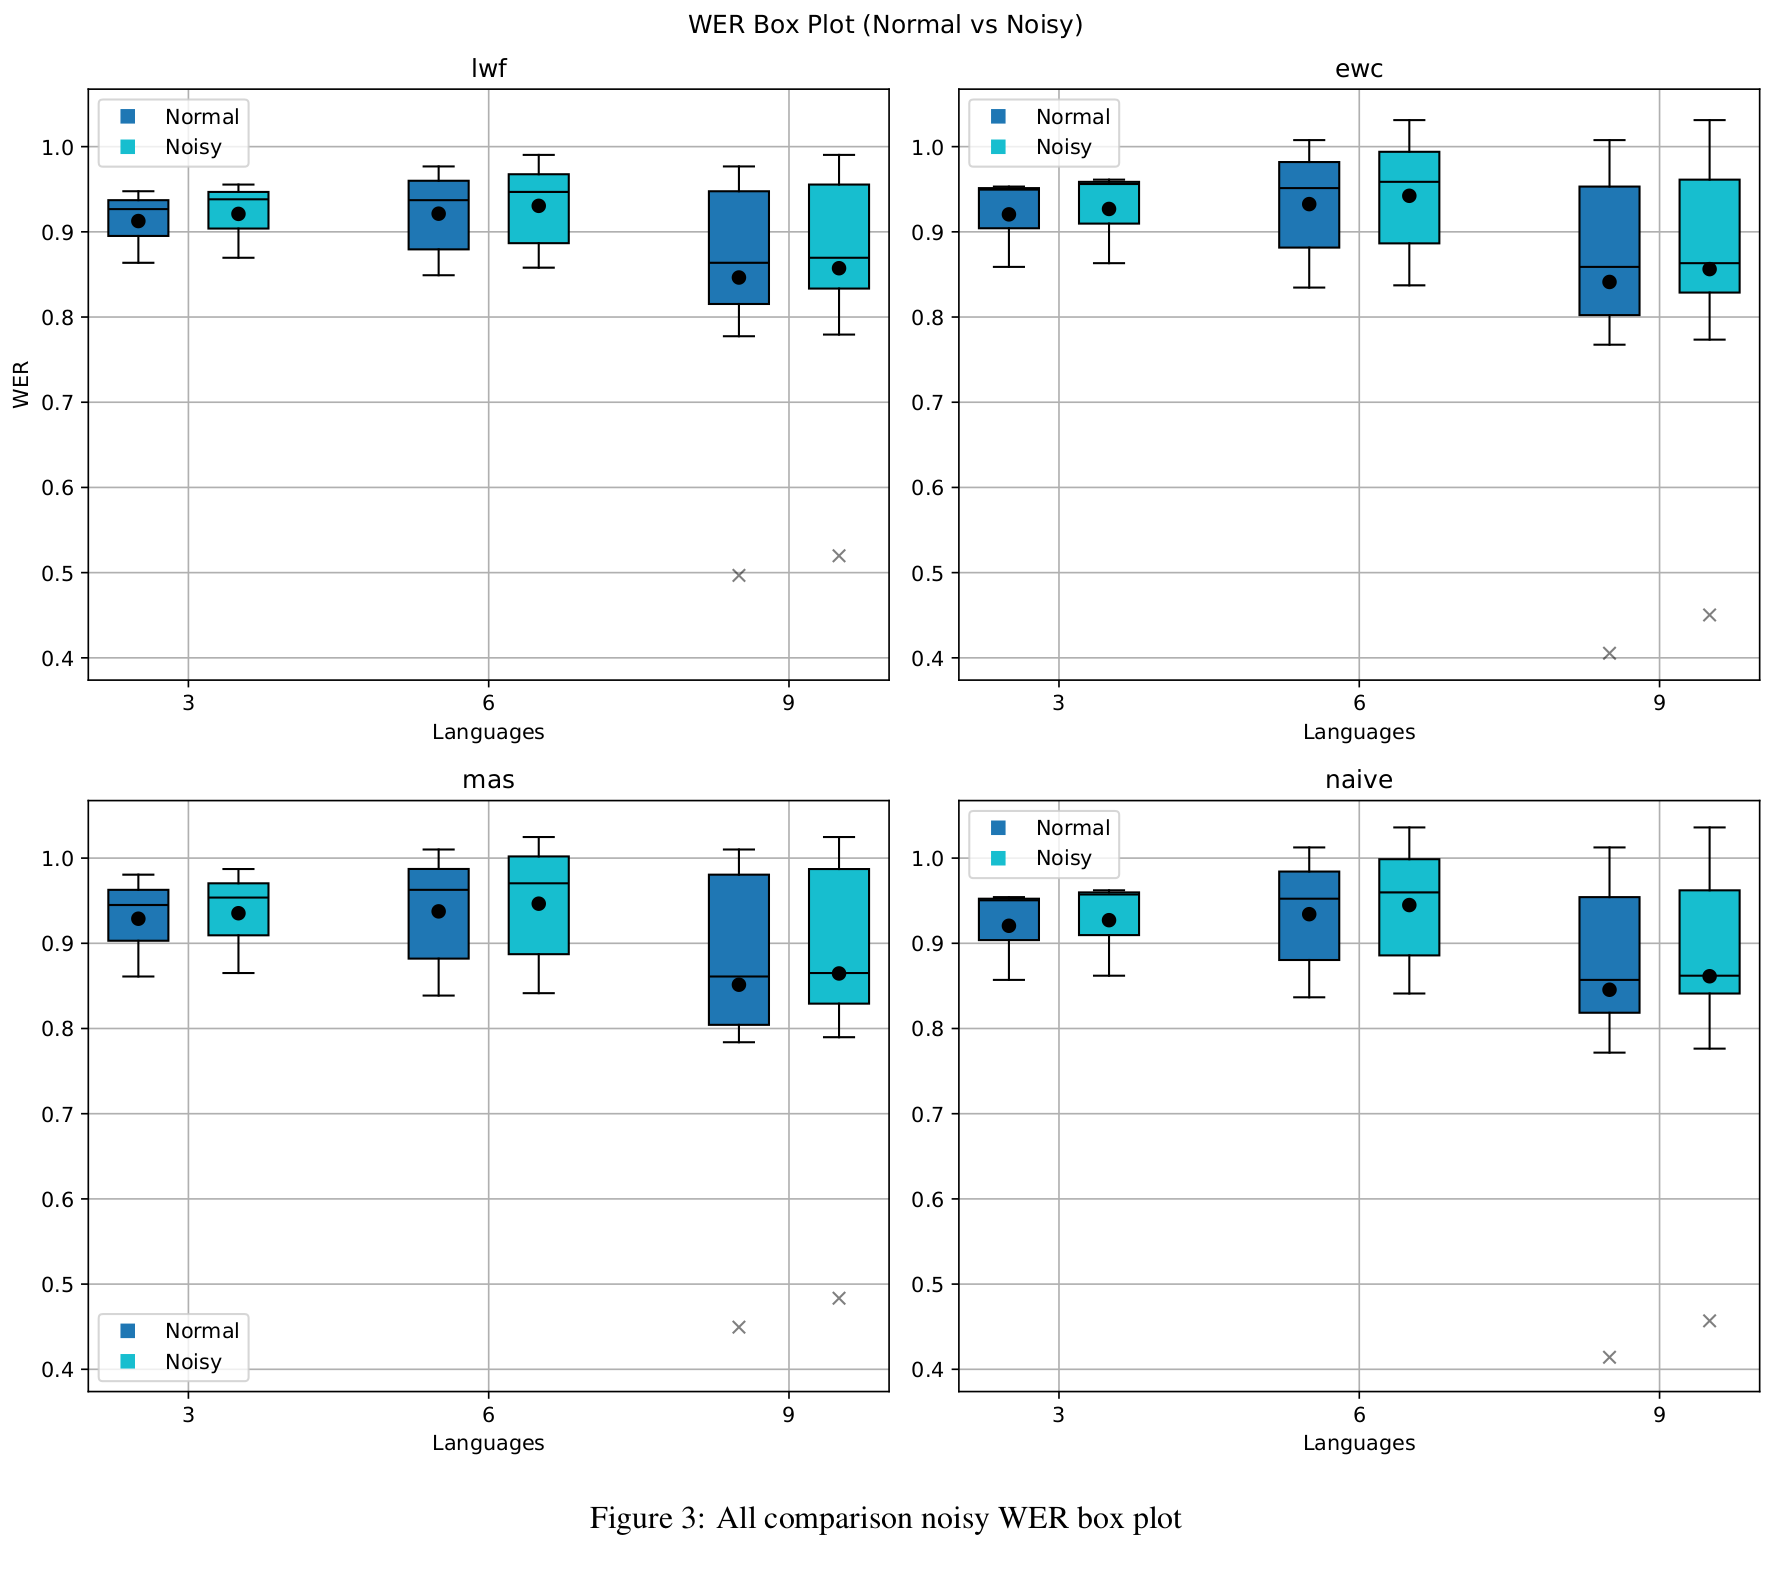 WER Box Plot (Normal vs Noisy)
lwf
Normal
Noisy
1.0
0.9
0.8
0.7
0.6
0.5
0.4
WER
3 6 9
Languages
ewc
Normal
Noisy
1.0
0.9
0.8
0.7
0.6
0.5
0.4
3 6 9
Languages
mas
1.0
0.9
0.8
0.7
0.6
0.5
0.4
Normal
Noisy
3 6 9
Languages
naive
Normal
Noisy
1.0
0.9
0.8
0.7
0.6
0.5
0.4
3 6 9
Languages
Figure 3: All comparison noisy WER box plot